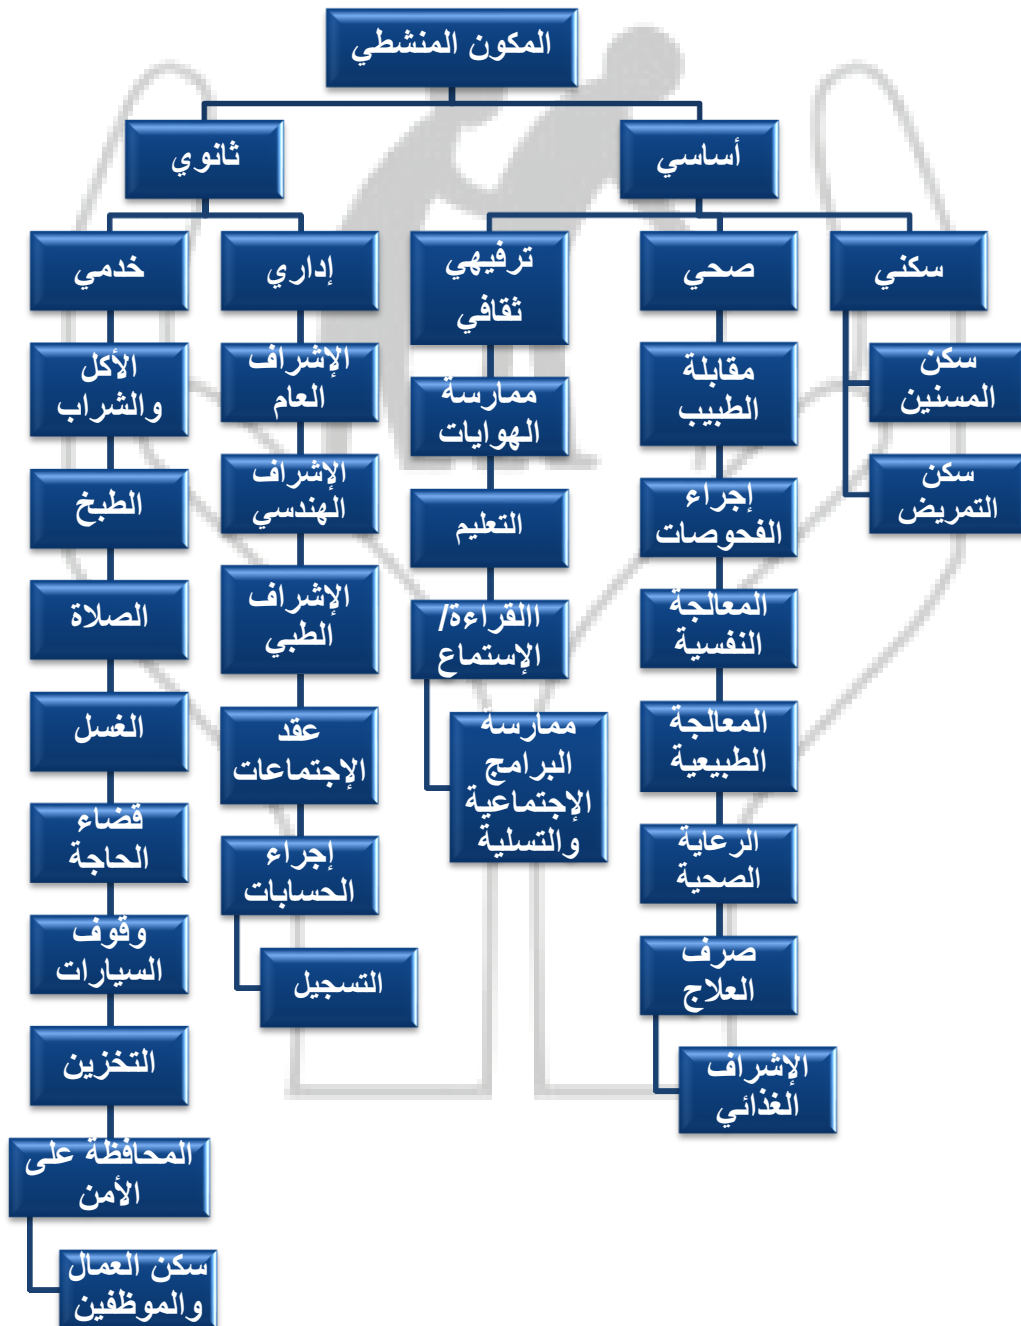 المكون المنشطي
أساسي
ثانوي
سكني
صحي
ترفيهي
ثقافي
إداري
خدمي
سكن
المسنين
سكن
التمريض
مقابلة
الطبيب
إجراء
الفحوصات
المعالجة
النفسية
المعالجة
الطبيعية
الرعاية
الصحية
صرف
العلاج
الإشراف
الغذائي
ممارسة
الهوايات
التعليم
االقراءة/
الإستماع
ممارسة
البرامج
الإجتماعية
والتسلية
الإشراف
العام
الإشراف
الهندسي
الإشراف
الطبي
عقد
الإجتماعات
إجراء
الحسابات
التسجيل
الأكل
والشراب
الطبخ
الصلاة
الغسل
قضاء
الحاجة
وقوف
السيارات
التخزين
المحافظة على
الأمن
سكن العمال
والموظفين